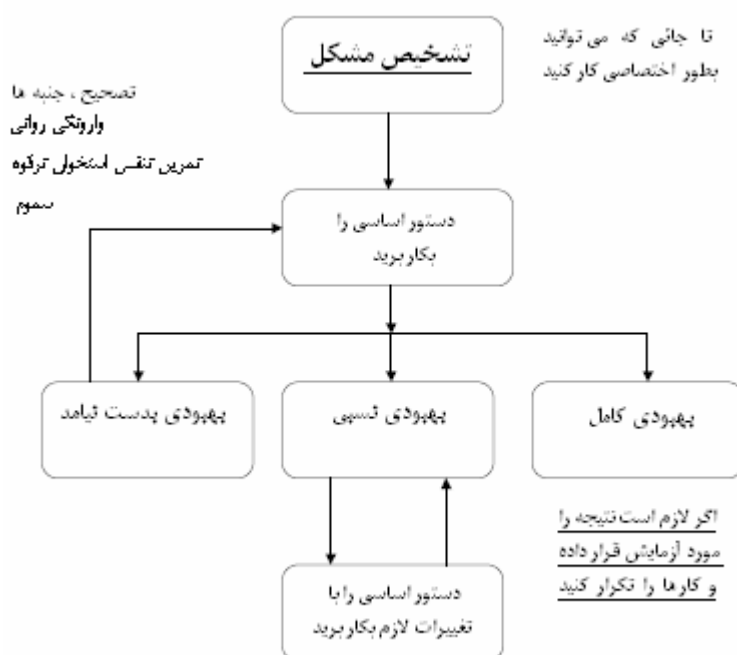 تشخیص مشکل
تا جائی که می توانید
بطور اختصاصی کار کنید
تصحیح ، جنبه ها
وارونگی روانی
تمرین تنفس استخوان ترقوه
سموم
دستور اساسی را
بکار برید
بهبودی کامل
بهبودی نسبی
بهبودی بدست نیامد
اگر لازم است نتیجه را
مورد آزمایش قرار داده
و کارها را تکرار کنید
دستور اساسی را با
تغییرات لازم بکار برید